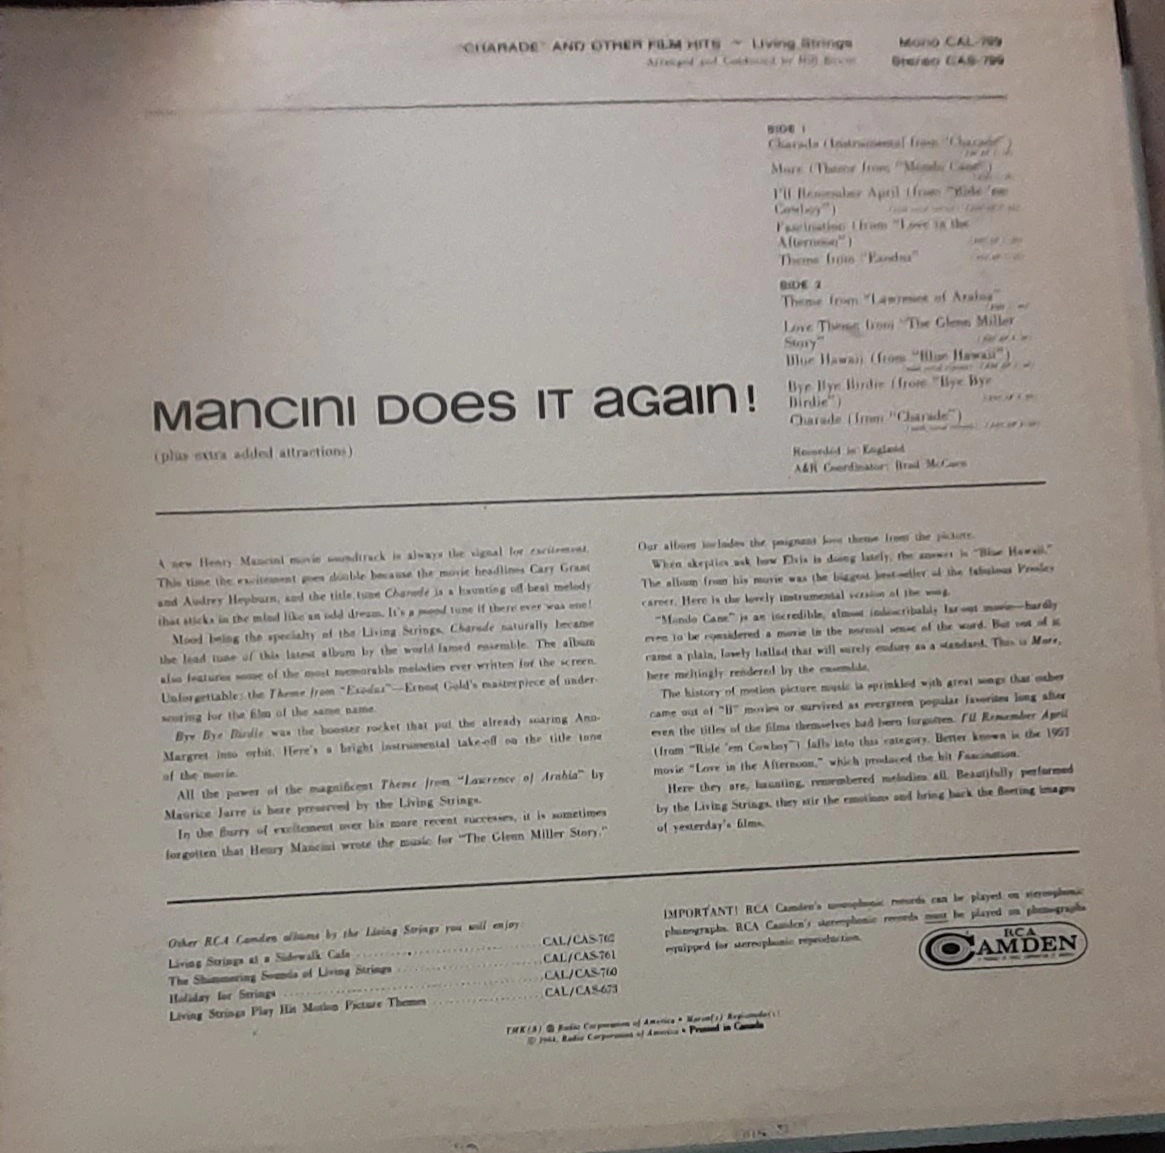 "CHARADE" AND OTHER FILM HITS ~ Living Strings
Mono CAL-799
Arranged and Conducted by Hill Bowen
Stereo CAS-799
SIDE 1
Charade (Instrumental from "Charade")
More (Theme from "Mondo Cane")
I'll Remember April (from "Ride 'em
Cowboy")
Fascination (from "Love in the
Afternoon")
Theme from "Exodus"
SIDE 2
Theme from "Lawrence of Arabia"
Love Theme from "The Glenn Miller
Story"
Blue Hawaii (from "Blue Hawaii")
Bye Bye Birdie (from "Bye Bye
Birdie")
Charade (from "Charade")
Recorded in England
A&R Coordinator: Brad McCuen
Mancini Does It Again!
(plus extra added attractions)
A new Henry Mancini movie soundtrack is always the signal for excitement.
This time the excitement goes double because the movie headlines Cary Grant
and Audrey Hepburn, and the title tune Charade is a haunting off-beat melody
that sticks in the mind like an odd dream. It's a mood tune if there ever was one!
Mood being the specialty of the Living Strings, Charade naturally became
the lead tune of this latest album by the world famed ensemble. The album
also features some of the most memorable melodies ever written for the screen.
Unforgettable: the Theme from "Exodus"—Ernest Gold's masterpiece of under-
scoring for the film of the same name.
Bye Bye Birdie was the booster rocket that put the already soaring Ann-
Margret into orbit. Here's a bright instrumental take-off on the title tune
of the movie.
All the power of the magnificent Theme from "Lawrence of Arabia" by
Maurice Jarre is here preserved by the Living Strings.
In the flurry of excitement over his more recent successes, it is sometimes
forgotten that Henry Mancini wrote the music for "The Glenn Miller Story."
Our album includes the poignant love theme from the picture.
When skeptics ask how Elvis is doing lately, the answer is "Blue Hawaii."
The album from his movie was the biggest best-seller of the fabulous Presley
career. Here is the lovely instrumental version of the song.
"Mondo Cane" is an incredible, almost indescribably far-out movie—hardly
even to be considered a movie in the normal sense of the word. But out of it
came a plain, lovely ballad that will surely endure as a standard. This is More,
here meltingly rendered by the ensemble.
The history of motion picture music is sprinkled with great songs that either
came out of "B" movies or survived as evergreen popular favorites long after
even the titles of the films themselves had been forgotten. I'll Remember April
(from "Ride 'em Cowboy") falls into this category. Better known is the 1957
movie "Love in the Afternoon," which produced the hit Fascination.
Here they are, haunting, remembered melodies all. Beautifully performed
by the Living Strings, they stir the emotions and bring back the fleeting images
of yesterday's films.
Other RCA Camden albums by the Living Strings you will enjoy:
Living Strings at a Sidewalk Cafe CAL/CAS-762
The Shimmering Sounds of Living Strings CAL/CAS-761
Holiday for Strings CAL/CAS-760
Living Strings Play Hit Motion Picture Themes CAL/CAS-673
IMPORTANT! RCA Camden's monophonic records can be played on stereophonic
phonographs. RCA Camden's stereophonic records must be played on phonographs
equipped for stereophonic reproduction.
RCA
CAMDEN
TMK(S) ® Radio Corporation of America • Marca(s) Registrada(s)
© 1964, Radio Corporation of America • Printed in Canada